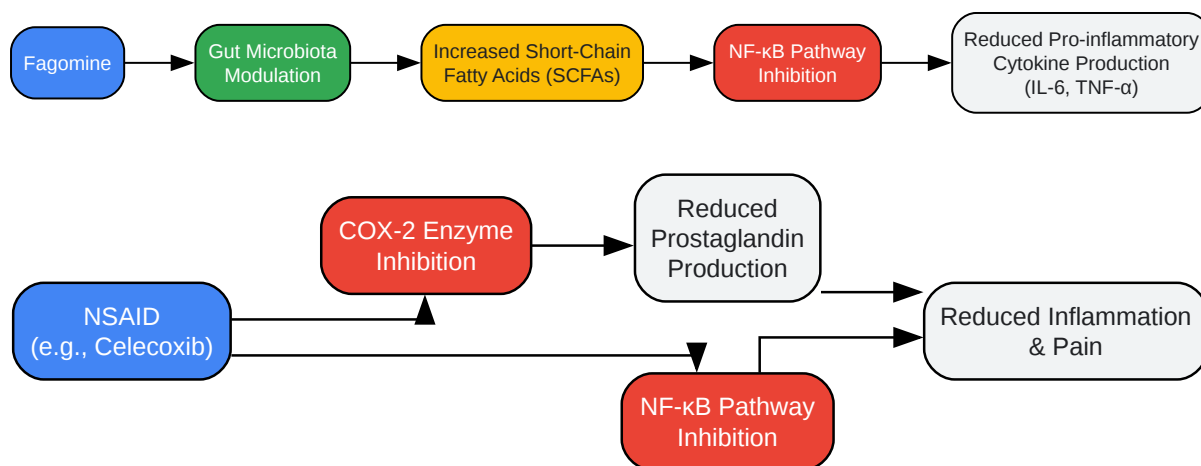 Fagomine
Gut Microbiota
Modulation
Increased Short-Chain
Fatty Acids (SCFAs)
NF-κB Pathway
Inhibition
Reduced Pro-inflammatory
Cytokine Production
(IL-6, TNF-α)
NSAID
(e.g., Celecoxib)
COX-2 Enzyme
Inhibition
Reduced
Prostaglandin
Production
NF-κB Pathway
Inhibition
Reduced Inflammation
& Pain